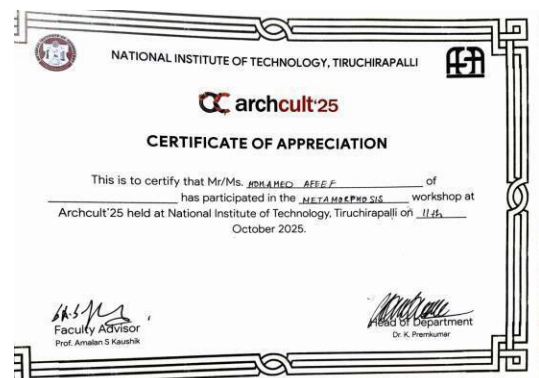 NATIONAL INSTITUTE OF TECHNOLOGY, TIRUCHIRAPALLI
archcult'25
CERTIFICATE OF APPRECIATION
This is to certify that Mr/Ms. MOHAMED AFEEF of
has participated in the METAMORPHOSIS workshop at
Archcult'25 held at National Institute of Technology, Tiruchirapalli on 11th
October 2025.
Faculty Advisor
Prof. Amalan S Kaushik
Head of Department
Dr. K. Premkumar